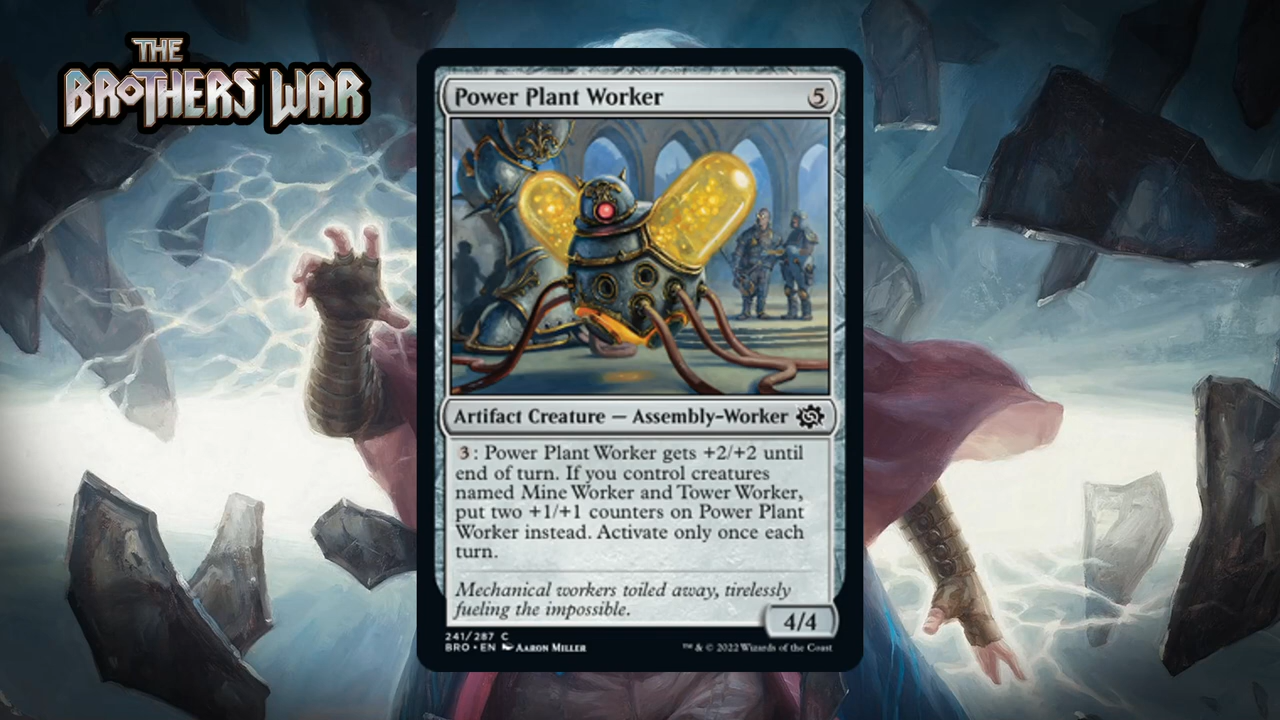 THE
BROTHERS' WAR
Power Plant Worker 5
Artifact Creature — Assembly-Worker
3: Power Plant Worker gets +2/+2 until
end of turn. If you control creatures
named Mine Worker and Tower Worker,
put two +1/+1 counters on Power Plant
Worker instead. Activate only once each
turn.
Mechanical workers toiled away, tirelessly
fueling the impossible.
4/4
241/287 C
BRO • EN AARON MILLER
™ & © 2022 Wizards of the Coast